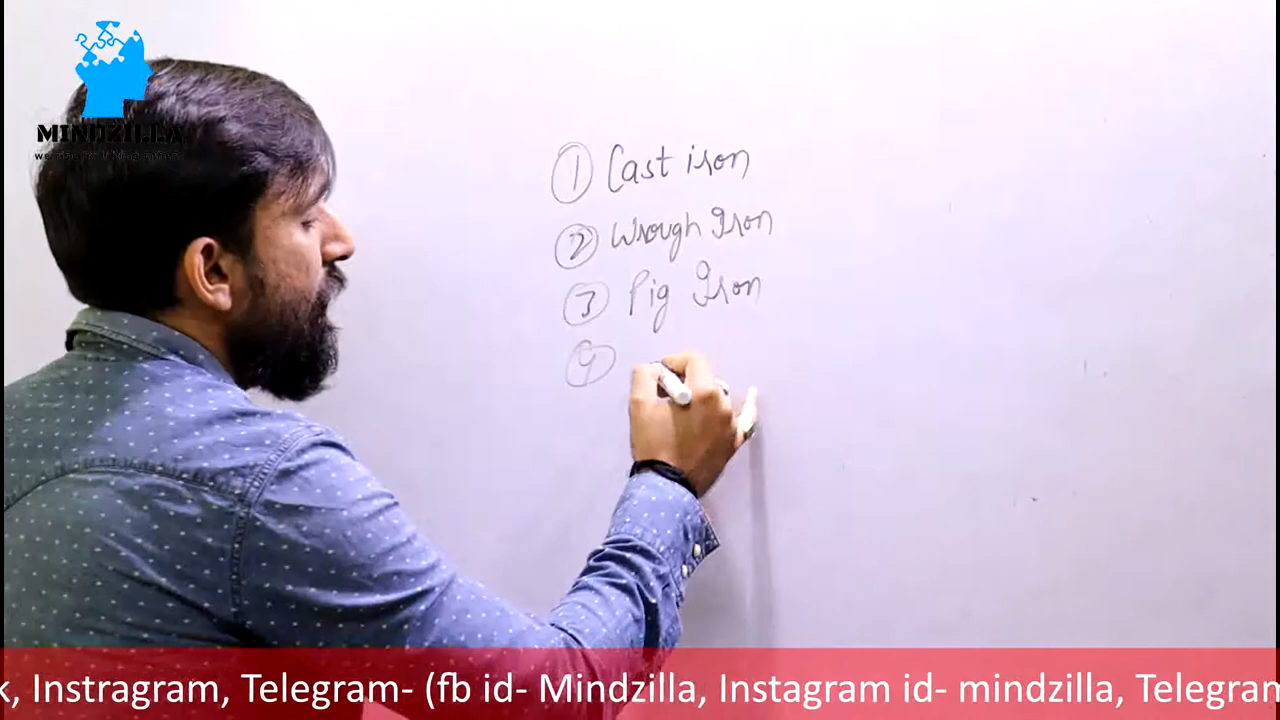 MINDZILLA
① Cast iron
② Wrough Iron
③ Pig Iron
④
k, Instragram, Telegram- (fb id- Mindzilla, Instagram id- mindzilla, Telegram